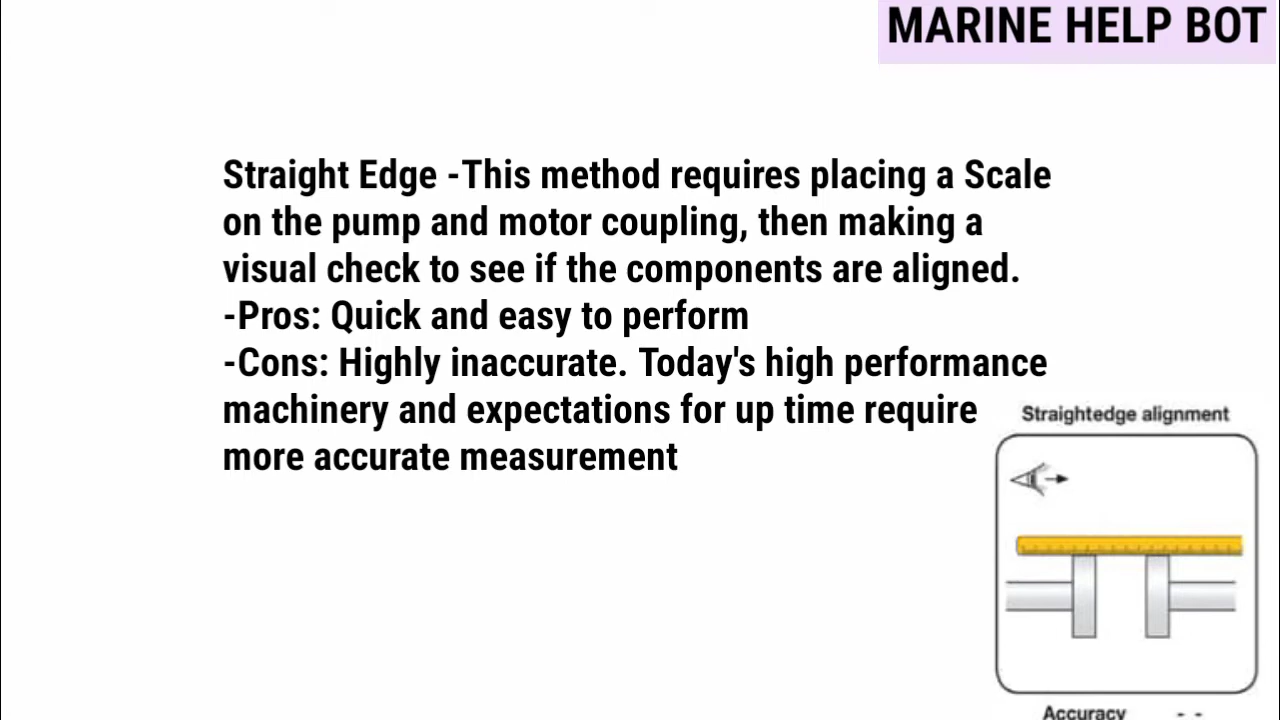 MARINE HELP BOT
Straight Edge -This method requires placing a Scale
on the pump and motor coupling, then making a
visual check to see if the components are aligned.
-Pros: Quick and easy to perform
-Cons: Highly inaccurate. Today's high performance
machinery and expectations for up time require
more accurate measurement
Straightedge alignment
Accuracy - -